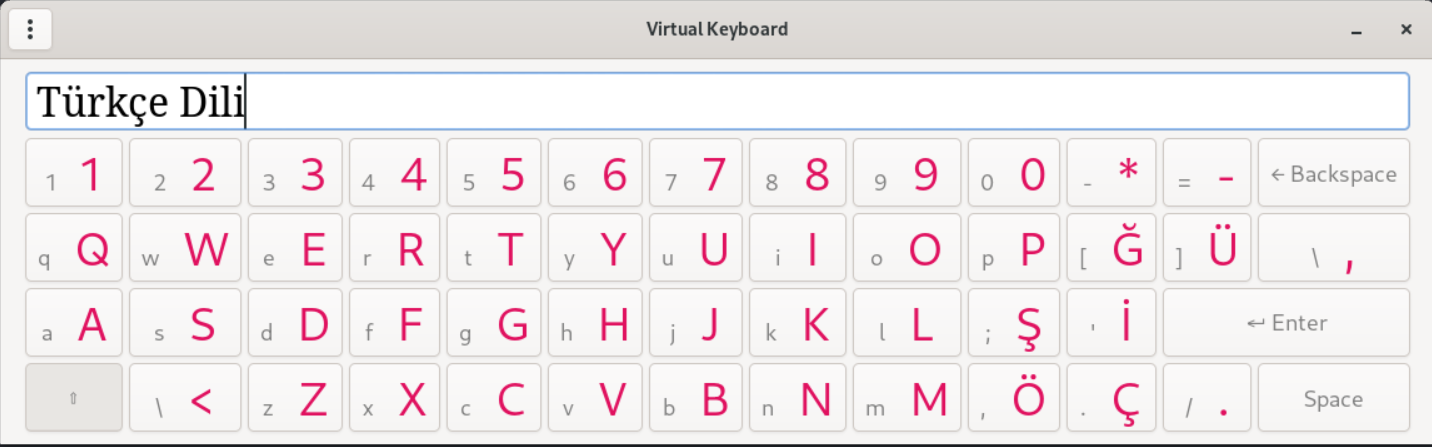 Virtual Keyboard
Türkçe Dili
1 1 2 2 3 3 4 4 5 5 6 6 7 7 8 8 9 9 0 0 - * = - ← Backspace
q Q w W e E r R t T y Y u U i I o O p P [ Ğ ] Ü \ ,
a A s S d D f F g G h H j J k K l L ; Ş ' İ ↵ Enter
⇧ \ < z Z x X c C v V b B n N m M , Ö . Ç / . Space